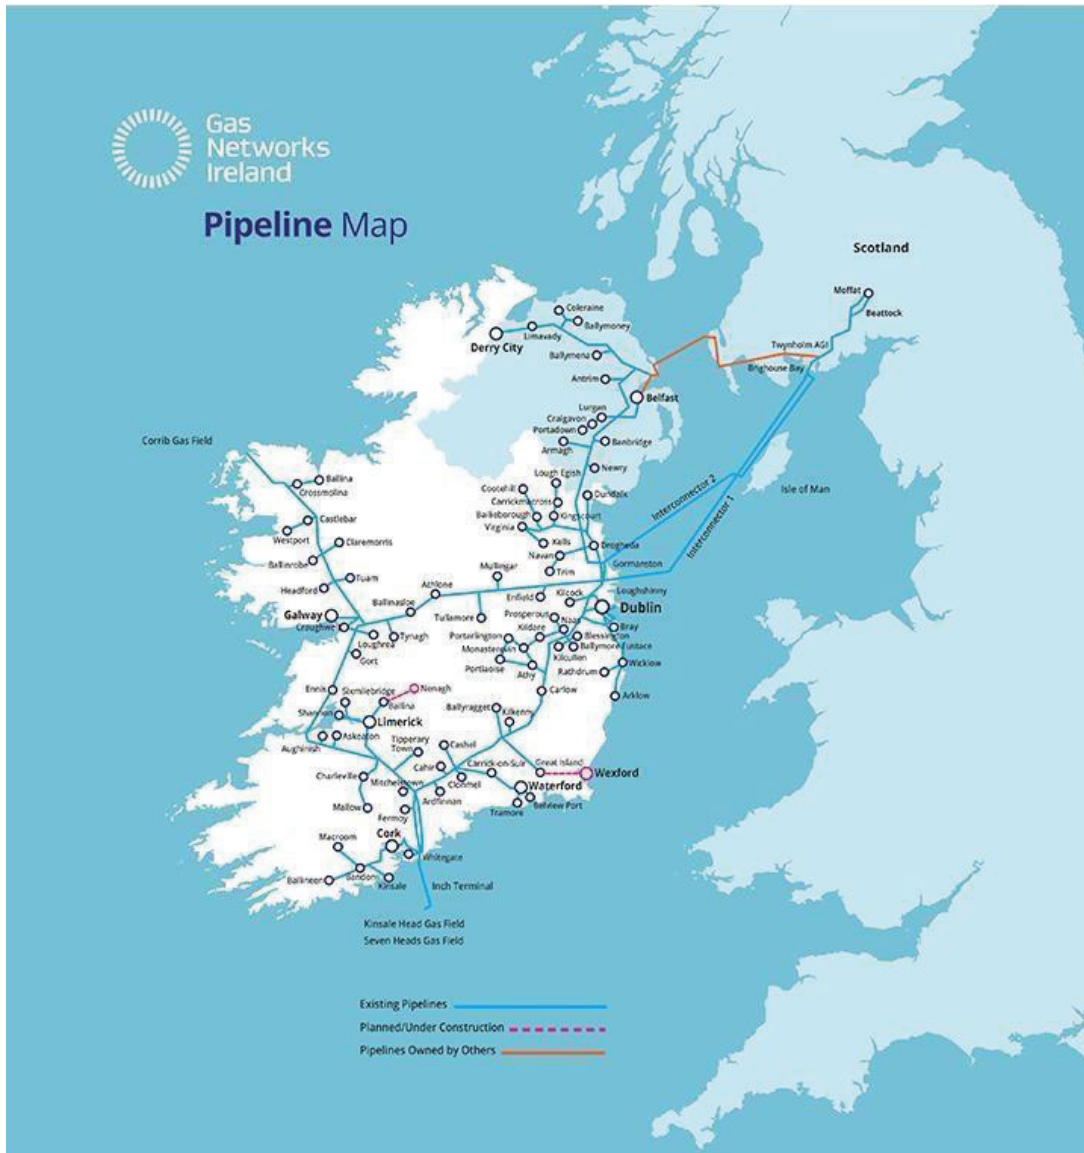 Gas
Networks
Ireland
Pipeline Map
Scotland
Moffat
Beattock
Twynholm AGI
Brighouse Bay
Coleraine
Ballymoney
Limavady
Derry City
Ballymena
Antrim
Belfast
Lurgan
Craigavon
Portadown
Armagh
Banbridge
Newry
Corrib Gas Field
Lough Egish
Cootehill
Dundalk
Carrickmacross
Bailieborough
Kingscourt
Virginia
Kells
Drogheda
Navan
Trim
Gormanston
Interconnector 2
Interconnector 1
Isle of Man
Ballina
Crossmolina
Castlebar
Westport
Claremorris
Ballinrobe
Tuam
Headford
Mullingar
Athlone
Ballinasloe
Galway
Craughwell
Loughrea
Tynagh
Gort
Tullamore
Enfield
Kilcock
Loughshinny
Dublin
Prosperous
Naas
Kildare
Bray
Blessington
Ballymore Eustace
Kilcullen
Portarlington
Monasterevin
Portlaoise
Athy
Wicklow
Rathdrum
Arklow
Carlow
Ennis
Sixmilebridge
Nenagh
Ballina
Shannon
Limerick
Ballyragget
Kilkenny
Askeaton
Aughinish
Tipperary
Town
Cashel
Cahir
Carrick-on-Suir
Great Island
Wexford
Charleville
Mitchelstown
Clonmel
Ardfinnan
Waterford
Belview Port
Tramore
Mallow
Fermoy
Cork
Macroom
Whitegate
Ballineen
Bandon
Kinsale
Inch Terminal
Kinsale Head Gas Field
Seven Heads Gas Field
Existing Pipelines
Planned/Under Construction
Pipelines Owned by Others